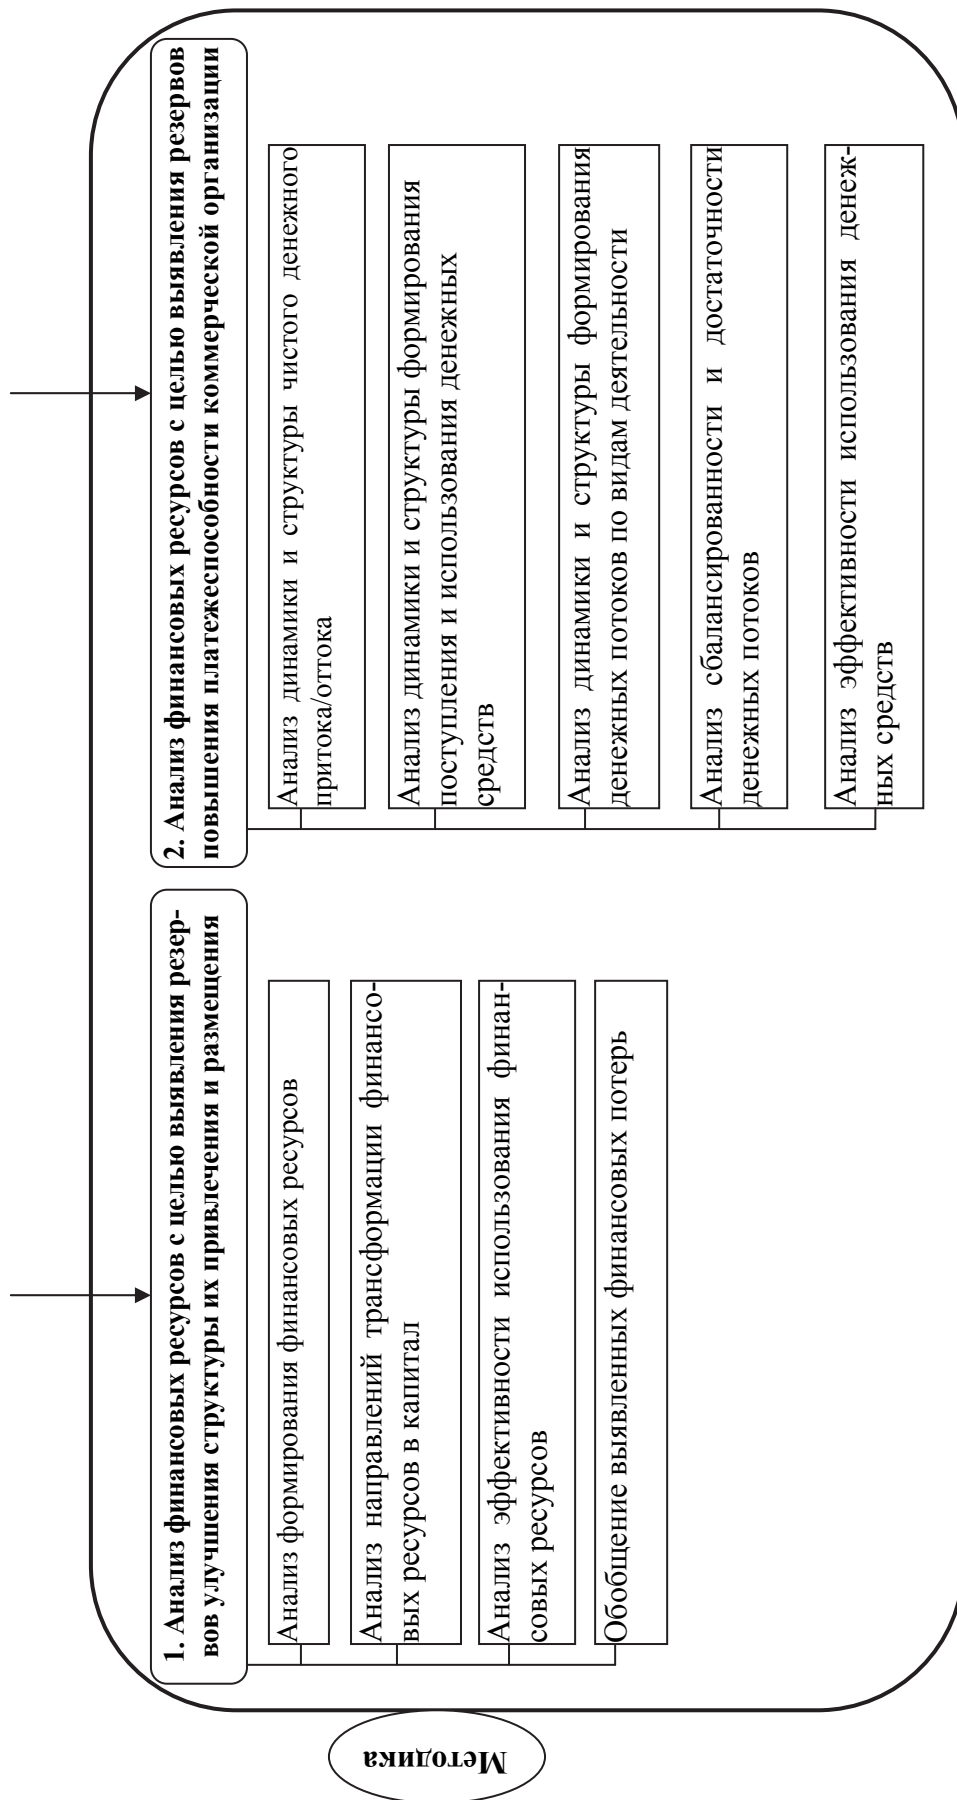 Методика
1. Анализ финансовых ресурсов с целью выявления резер-
вов улучшения структуры их привлечения и размещения
Анализ формирования финансовых ресурсов
Анализ направлений трансформации финансо-
вых ресурсов в капитал
Анализ эффективности использования финан-
совых ресурсов
Обобщение выявленных финансовых потерь
2. Анализ финансовых ресурсов с целью выявления резервов
повышения платежеспособности коммерческой организации
Анализ динамики и структуры чистого денежного
притока/оттока
Анализ динамики и структуры формирования
поступления и использования денежных
средств
Анализ динамики и структуры формирования
денежных потоков по видам деятельности
Анализ сбалансированности и достаточности
денежных потоков
Анализ эффективности использования денеж-
ных средств